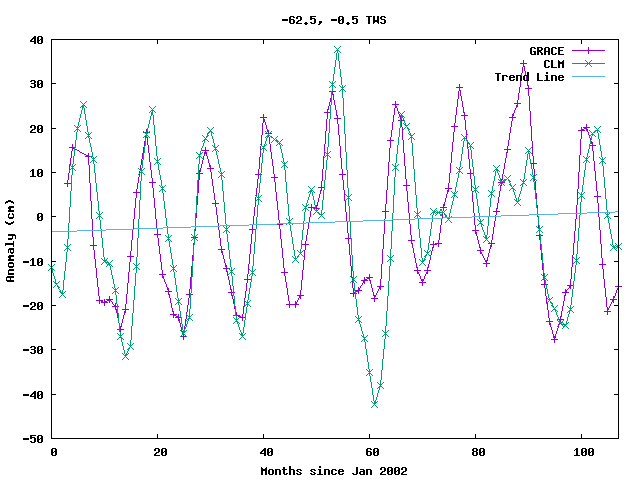 -62.5, -0.5 TWS
GRACE
CLM
Trend Line
40
30
20
10
0
-10
-20
-30
-40
-50
Anomaly (cm)
0 20 40 60 80 100
Months since Jan 2002